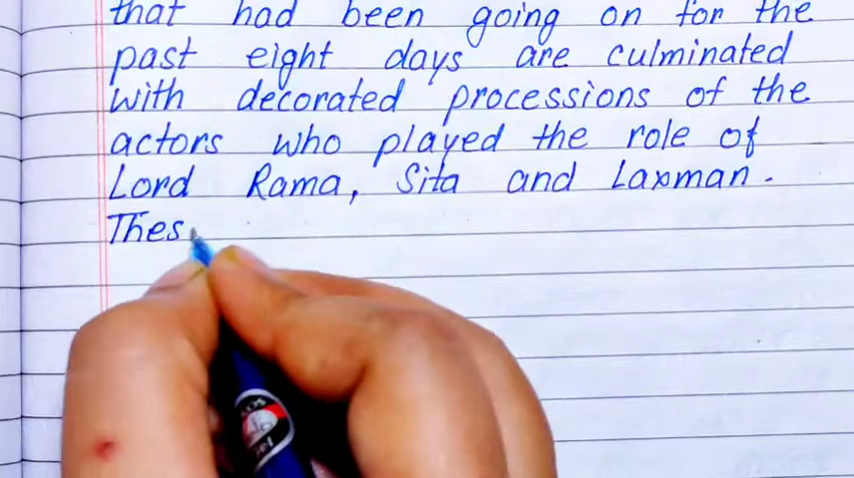 that had been going on for the
past eight days are culminated
with decorated processions of the
actors who played the role of
Lord Rama, Sita and Laxman.
Thes